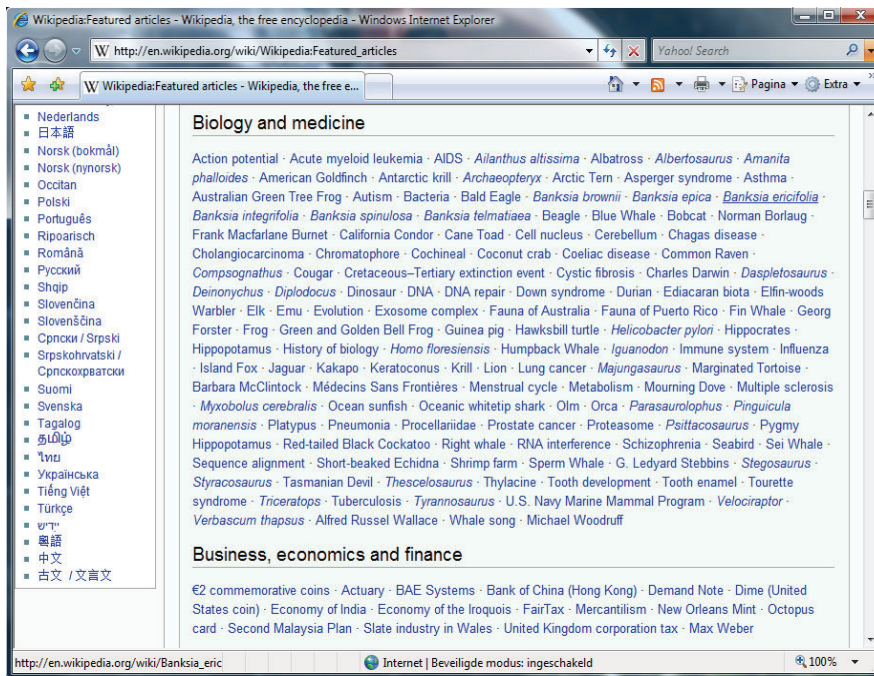 Wikipedia:Featured articles - Wikipedia, the free encyclopedia - Windows Internet Explorer
W http://en.wikipedia.org/wiki/Wikipedia:Featured_articles
Yahoo! Search
W Wikipedia:Featured articles - Wikipedia, the free e...
Pagina
Extra
»
Nederlands
日本語
Norsk (bokmål)
Norsk (nynorsk)
Occitan
Polski
Português
Ripoarisch
Română
Русский
Shqip
Slovenčina
Slovenščina
Српски / Srpski
Srpskohrvatski /
Српскохрватски
Suomi
Svenska
Tagalog
தமிழ்
ไทย
Українська
Tiếng Việt
Türkçe
ייִדיש
粵語
中文
古文 / 文言文
Biology and medicine
Action potential · Acute myeloid leukemia · AIDS · Ailanthus altissima · Albatross · Albertosaurus · Amanita
phalloides · American Goldfinch · Antarctic krill · Archaeopteryx · Arctic Tern · Asperger syndrome · Asthma ·
Australian Green Tree Frog · Autism · Bacteria · Bald Eagle · Banksia brownii · Banksia epica · Banksia ericifolia ·
Banksia integrifolia · Banksia spinulosa · Banksia telmatiaea · Beagle · Blue Whale · Bobcat · Norman Borlaug ·
Frank Macfarlane Burnet · California Condor · Cane Toad · Cell nucleus · Cerebellum · Chagas disease ·
Cholangiocarcinoma · Chromatophore · Cochineal · Coconut crab · Coeliac disease · Common Raven ·
Compsognathus · Cougar · Cretaceous–Tertiary extinction event · Cystic fibrosis · Charles Darwin · Daspletosaurus ·
Deinonychus · Diplodocus · Dinosaur · DNA · DNA repair · Down syndrome · Durian · Ediacaran biota · Elfin-woods
Warbler · Elk · Emu · Evolution · Exosome complex · Fauna of Australia · Fauna of Puerto Rico · Fin Whale · Georg
Forster · Frog · Green and Golden Bell Frog · Guinea pig · Hawksbill turtle · Helicobacter pylori · Hippocrates ·
Hippopotamus · History of biology · Homo floresiensis · Humpback Whale · Iguanodon · Immune system · Influenza
· Island Fox · Jaguar · Kakapo · Keratoconus · Krill · Lion · Lung cancer · Majungasaurus · Marginated Tortoise ·
Barbara McClintock · Médecins Sans Frontières · Menstrual cycle · Metabolism · Mourning Dove · Multiple sclerosis
· Myxobolus cerebralis · Ocean sunfish · Oceanic whitetip shark · Olm · Orca · Parasaurolophus · Pinguicula
moranensis · Platypus · Pneumonia · Procellariidae · Prostate cancer · Proteasome · Psittacosaurus · Pygmy
Hippopotamus · Red-tailed Black Cockatoo · Right whale · RNA interference · Schizophrenia · Seabird · Sei Whale ·
Sequence alignment · Short-beaked Echidna · Shrimp farm · Sperm Whale · G. Ledyard Stebbins · Stegosaurus ·
Styracosaurus · Tasmanian Devil · Thescelosaurus · Thylacine · Tooth development · Tooth enamel · Tourette
syndrome · Triceratops · Tuberculosis · Tyrannosaurus · U.S. Navy Marine Mammal Program · Velociraptor ·
Verbascum thapsus · Alfred Russel Wallace · Whale song · Michael Woodruff
Business, economics and finance
€2 commemorative coins · Actuary · BAE Systems · Bank of China (Hong Kong) · Demand Note · Dime (United
States coin) · Economy of India · Economy of the Iroquois · FairTax · Mercantilism · New Orleans Mint · Octopus
card · Second Malaysia Plan · Slate industry in Wales · United Kingdom corporation tax · Max Weber
http://en.wikipedia.org/wiki/Banksia_eric
Internet | Beveiligde modus: ingeschakeld
100%